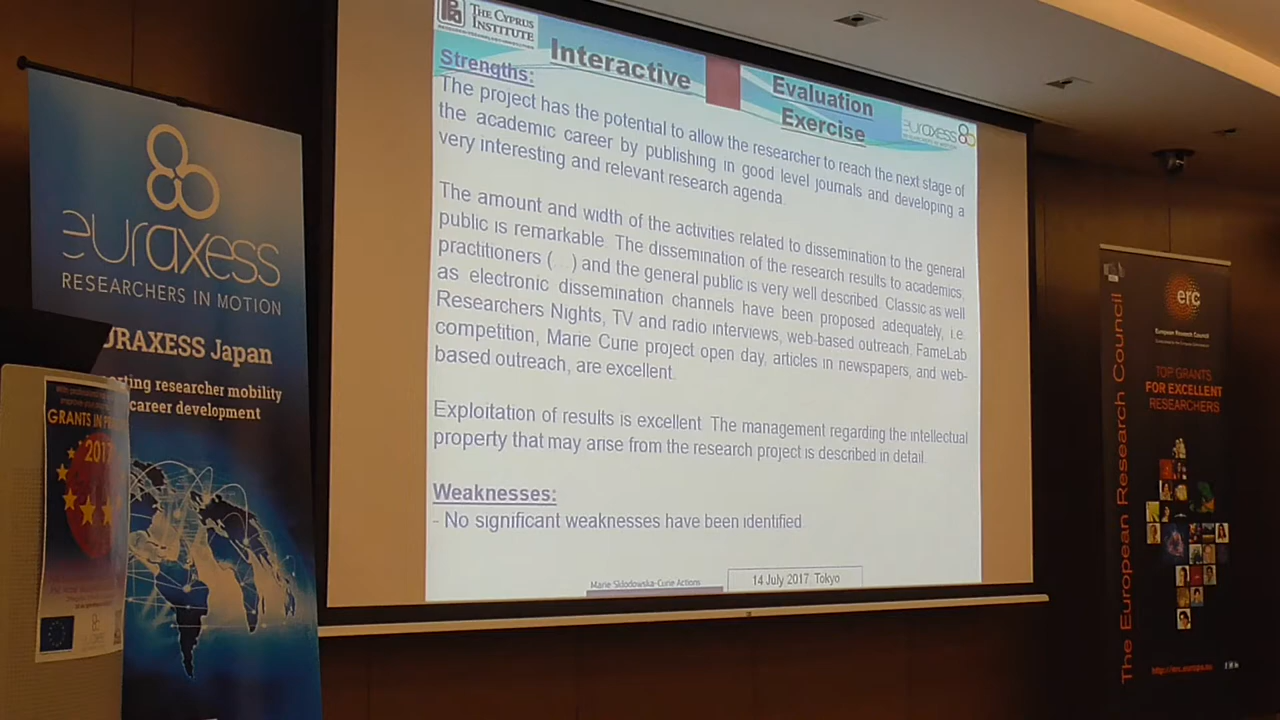 euraxess
RESEARCHERS IN MOTION
URAXESS Japan
rting researcher mobility
career development
GRANTS IN
2017
THE CYPRUS
INSTITUTE
Interactive
Evaluation
Exercise
euraxess
Strengths:
The project has the potential to allow the researcher to reach the next stage of
the academic career by publishing in good level journals and developing a
very interesting and relevant research agenda.
The amount and width of the activities related to dissemination to the general
public is remarkable. The dissemination of the research results to academics,
practitioners ( ) and the general public is very well described. Classic as well
as electronic dissemination channels have been proposed adequately, i.e.
Researchers Nights, TV and radio interviews, web-based outreach, FameLab
competition, Marie Curie project open day, articles in newspapers, and web-
based outreach, are excellent.
Exploitation of results is excellent. The management regarding the intellectual
property that may arise from the research project is described in detail.
Weaknesses:
- No significant weaknesses have been identified
Marie Sklodowska-Curie Actions
14 July 2017, Tokyo
The European Research Council
erc
European Research Council
TOP GRANTS
FOR EXCELLENT
RESEARCHERS